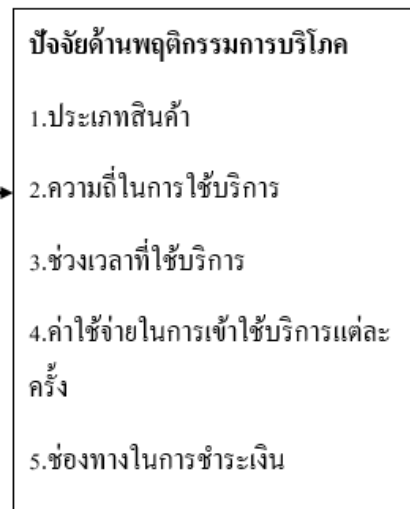 ปัจจัยด้านพฤติกรรมการบริโภค
1.ประเภทสินค้า
2.ความถี่ในการใช้บริการ
3.ช่วงเวลาที่ใช้บริการ
4.ค่าใช้จ่ายในการเข้าใช้บริการแต่ละ
ครั้ง
5.ช่องทางในการชำระเงิน